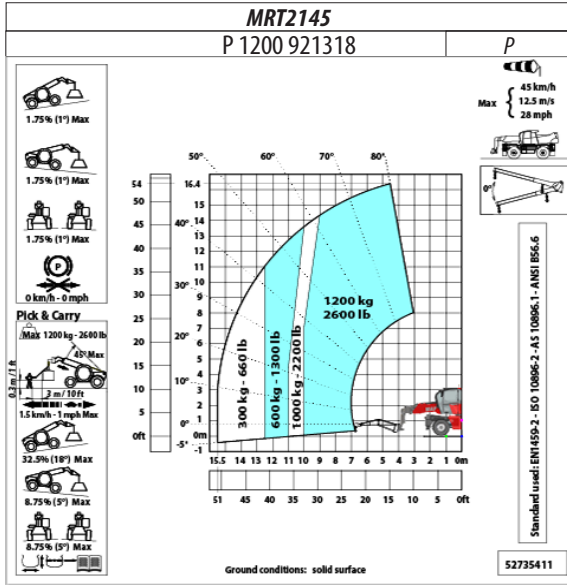 MRT2145
P 1200 921318
P
1.75% (1°) Max
1.75% (1°) Max
1.75% (1°) Max
P
0 km/h - 0 mph
Pick & Carry
Max 1200 kg - 2600 lb
45° Max
0.3 m / 1 ft
3 m / 10 ft
1.5 km/h - 1 mph Max
32.5% (18°) Max
8.75% (5°) Max
8.75% (5°) Max
Max
45 km/h
12.5 m/s
28 mph
0°
50° 60° 70° 80°
40°
30°
20°
10°
0°
-5°
54
50
45
40
35
30
25
20
15
10
5
0ft
16.4
15
14
13
12
11
10
9
8
7
6
5
4
3
2
1
0m
-1
300 kg - 660 lb
600 kg - 1300 lb
1000 kg - 2200 lb
1200 kg
2600 lb
15.5 14 13 12 11 10 9 8 7 6 5 4 3 2 1 0m
51 45 40 35 30 25 20 15 10 5 0ft
Ground conditions: solid surface
Standard used: EN1459-2 - ISO 10896-2 - AS 10896.1 - ANSI B56.6
52735411